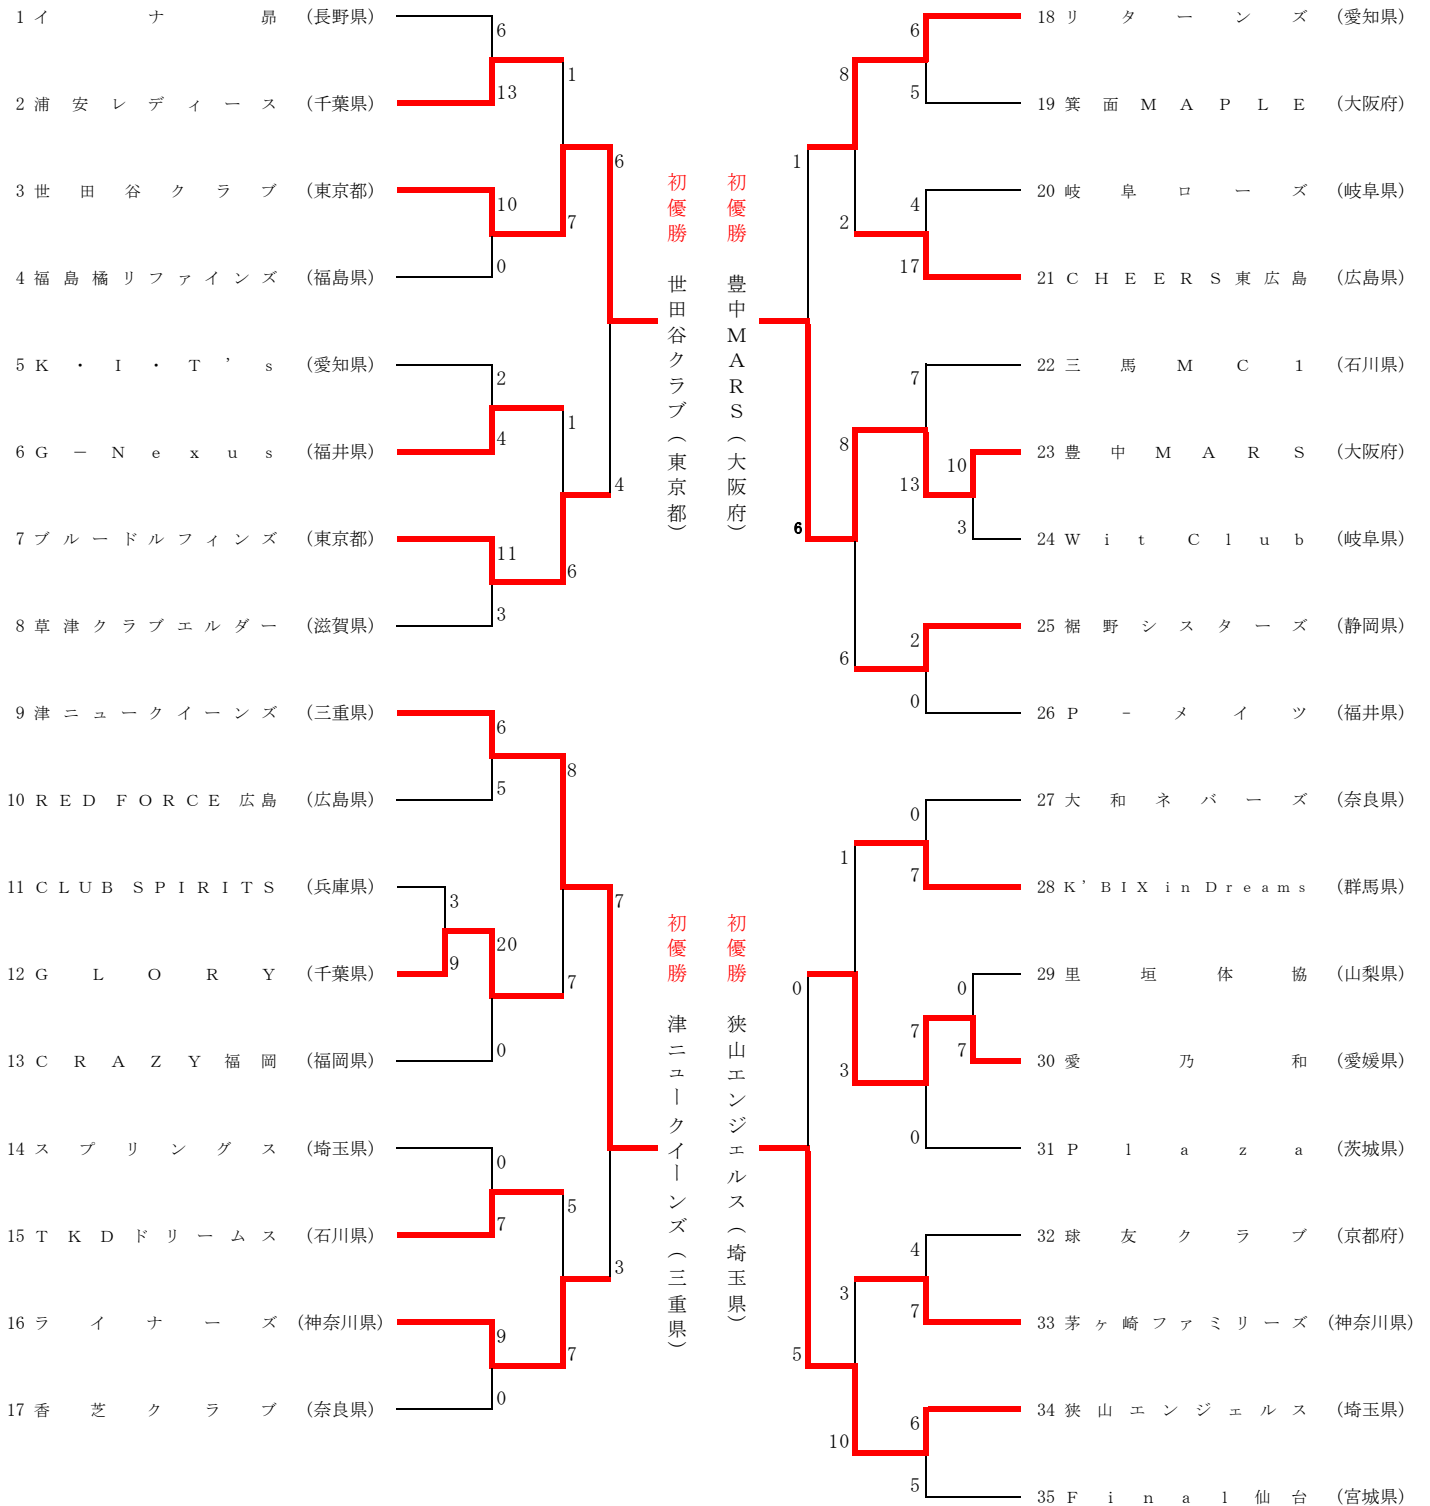 1 イナ昴 (長野県)
6
2 浦安レディース (千葉県)
13
1
3 世田谷クラブ (東京都)
10
7
6
4 福島橘リファインズ (福島県)
0
5 K・I・T's (愛知県)
2
6 G－Nexus (福井県)
4
1
4
7 ブルードルフィンズ (東京都)
11
6
8 草津クラブエルダー (滋賀県)
3
9 津ニュークイーンズ (三重県)
6
8
10 RED FORCE広島 (広島県)
5
11 CLUB SPIRITS (兵庫県)
3
7
12 GLORY (千葉県)
9
20
7
13 CRAZY福岡 (福岡県)
0
14 スプリングス (埼玉県)
0
15 TKDドリームス (石川県)
7
5
3
16 ライナーズ (神奈川県)
9
7
17 香芝クラブ (奈良県)
0
初優勝 世田谷クラブ(東京都)
初優勝 豊中MARS(大阪府)
初優勝 津ニュークイーンズ(三重県)
初優勝 狭山エンジェルス(埼玉県)
18 リターンズ (愛知県)
6
8
19 箕面MAPLE (大阪府)
5
1
20 岐阜ローズ (岐阜県)
4
2
21 CHEERS東広島 (広島県)
17
22 三馬MC1 (石川県)
7
8
23 豊中MARS (大阪府)
10
13
6
24 Wit Club (岐阜県)
3
25 裾野シスターズ (静岡県)
2
6
26 P-メイツ (福井県)
0
27 大和ネバーズ (奈良県)
0
1
28 K'BIX in Dreams (群馬県)
7
29 里垣体協 (山梨県)
0
0
30 愛乃和 (愛媛県)
7
7
3
31 Plaza (茨城県)
0
32 球友クラブ (京都府)
4
3
33 茅ヶ崎ファミリーズ (神奈川県)
7
5
34 狭山エンジェルス (埼玉県)
6
10
35 Final仙台 (宮城県)
5